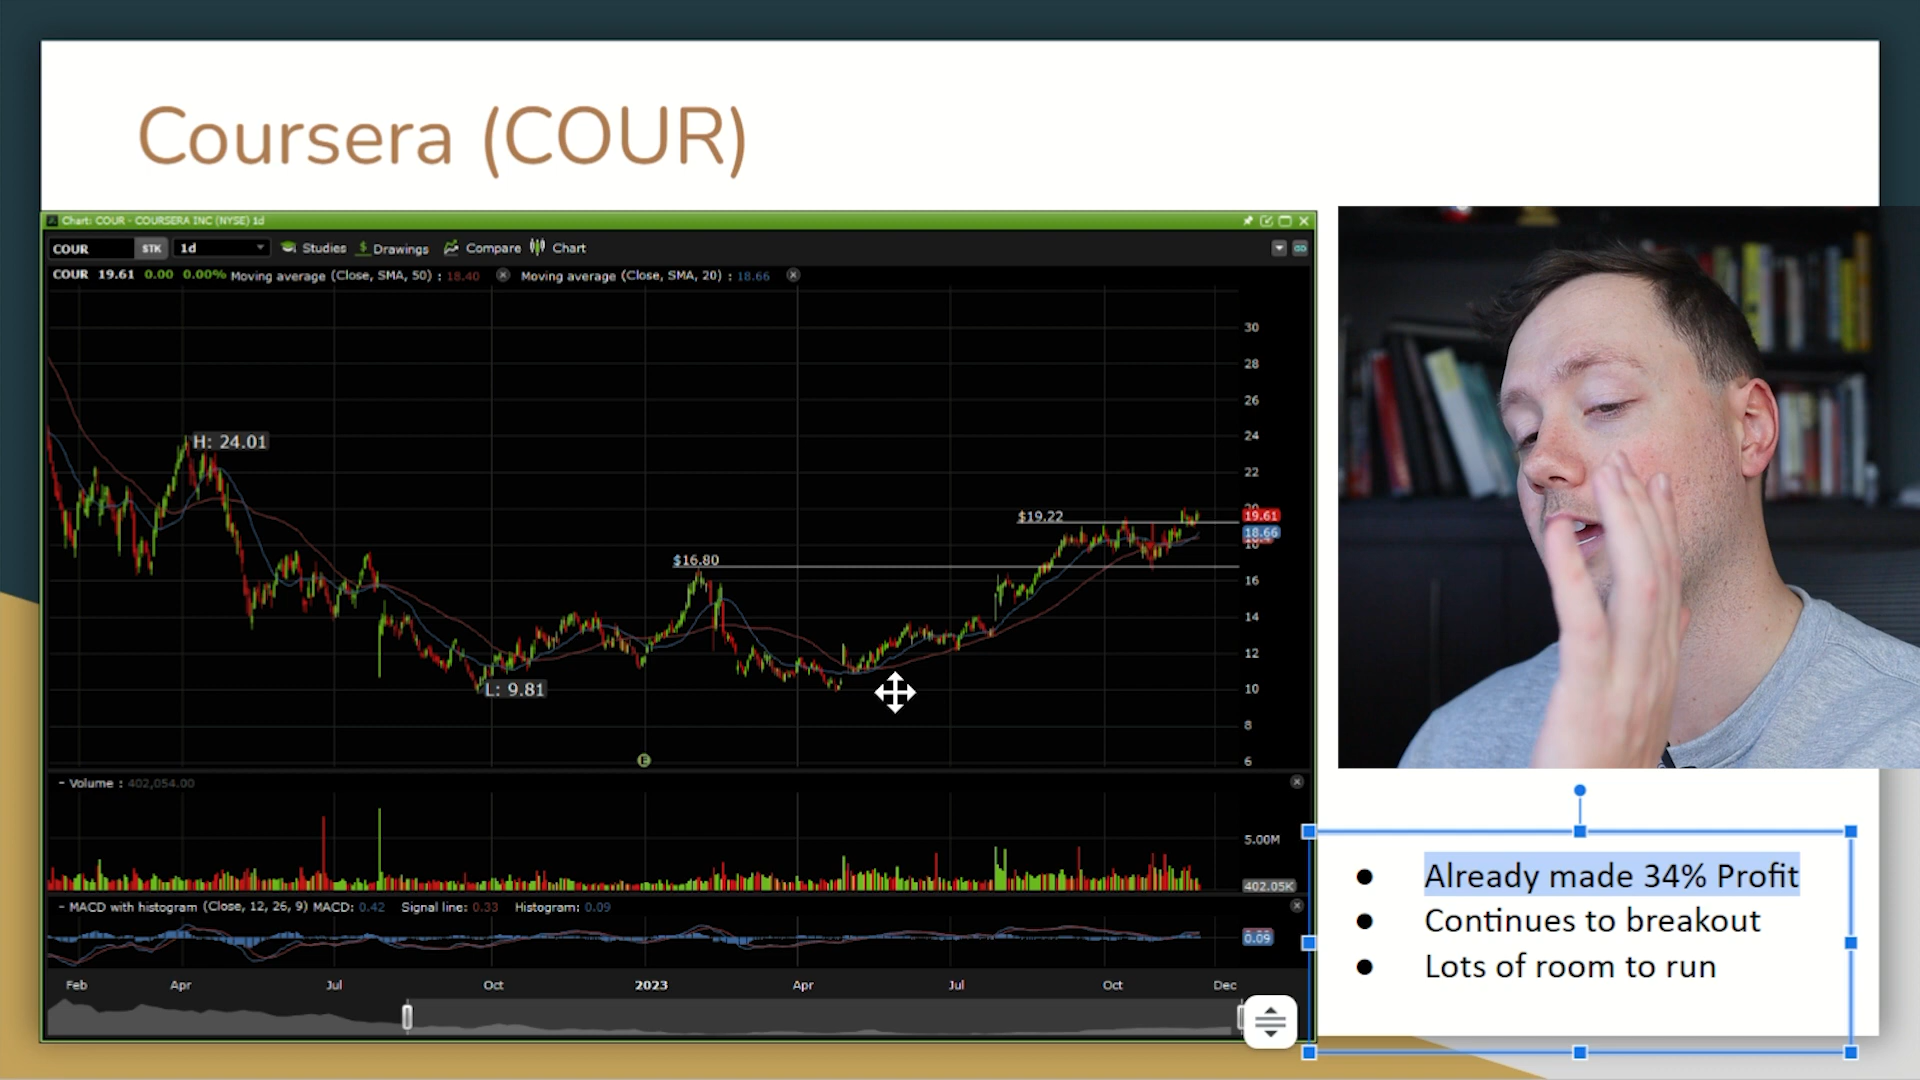 Coursera (COUR)
Chart: COUR - COURSERA INC (NYSE) 1d
COUR STK 1d Studies $ Drawings Compare Chart
COUR 19.61 0.00 0.00% Moving average (Close, SMA, 50) : 18.40 Moving average (Close, SMA, 20) : 18.66
30
28
26
24
H: 24.01
22
20
$19.22
19.61
18.66
18
$16.80
16
14
12
L: 9.81
10
8
E
6
- Volume : 402,054.00
5.00M
402.05K
- MACD with histogram (Close, 12, 26, 9) MACD: 0.42 Signal line: 0.33 Histogram: 0.09
0.09
Feb Apr Jul Oct 2023 Apr Jul Oct Dec
● Already made 34% Profit
● Continues to breakout
● Lots of room to run